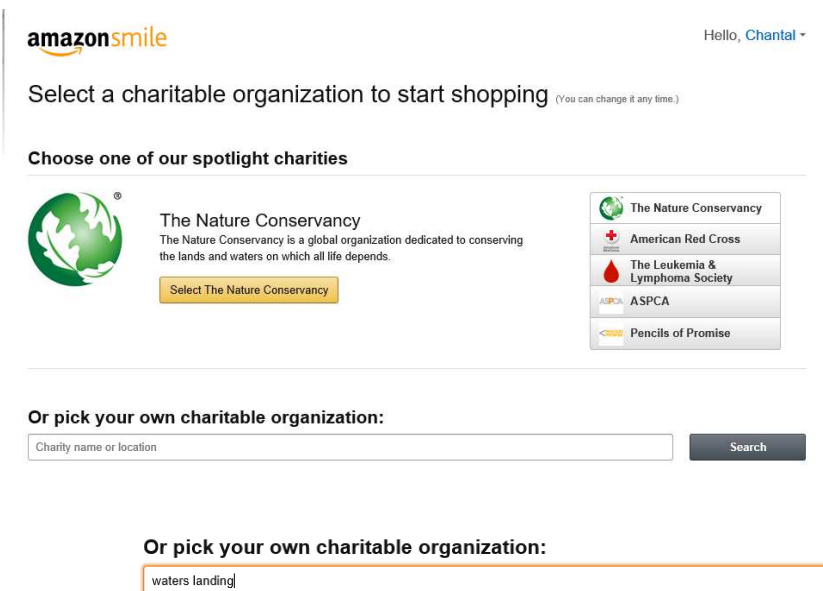 amazonsmile
Hello, Chantal
Select a charitable organization to start shopping (You can change it any time.)
Choose one of our spotlight charities
®
The Nature Conservancy
The Nature Conservancy is a global organization dedicated to conserving
the lands and waters on which all life depends.
Select The Nature Conservancy
The Nature Conservancy
American Red Cross
The Leukemia &
Lymphoma Society
ASPCA ASPCA
Pencils of Promise
Or pick your own charitable organization:
Charity name or location
Search
Or pick your own charitable organization:
waters landing